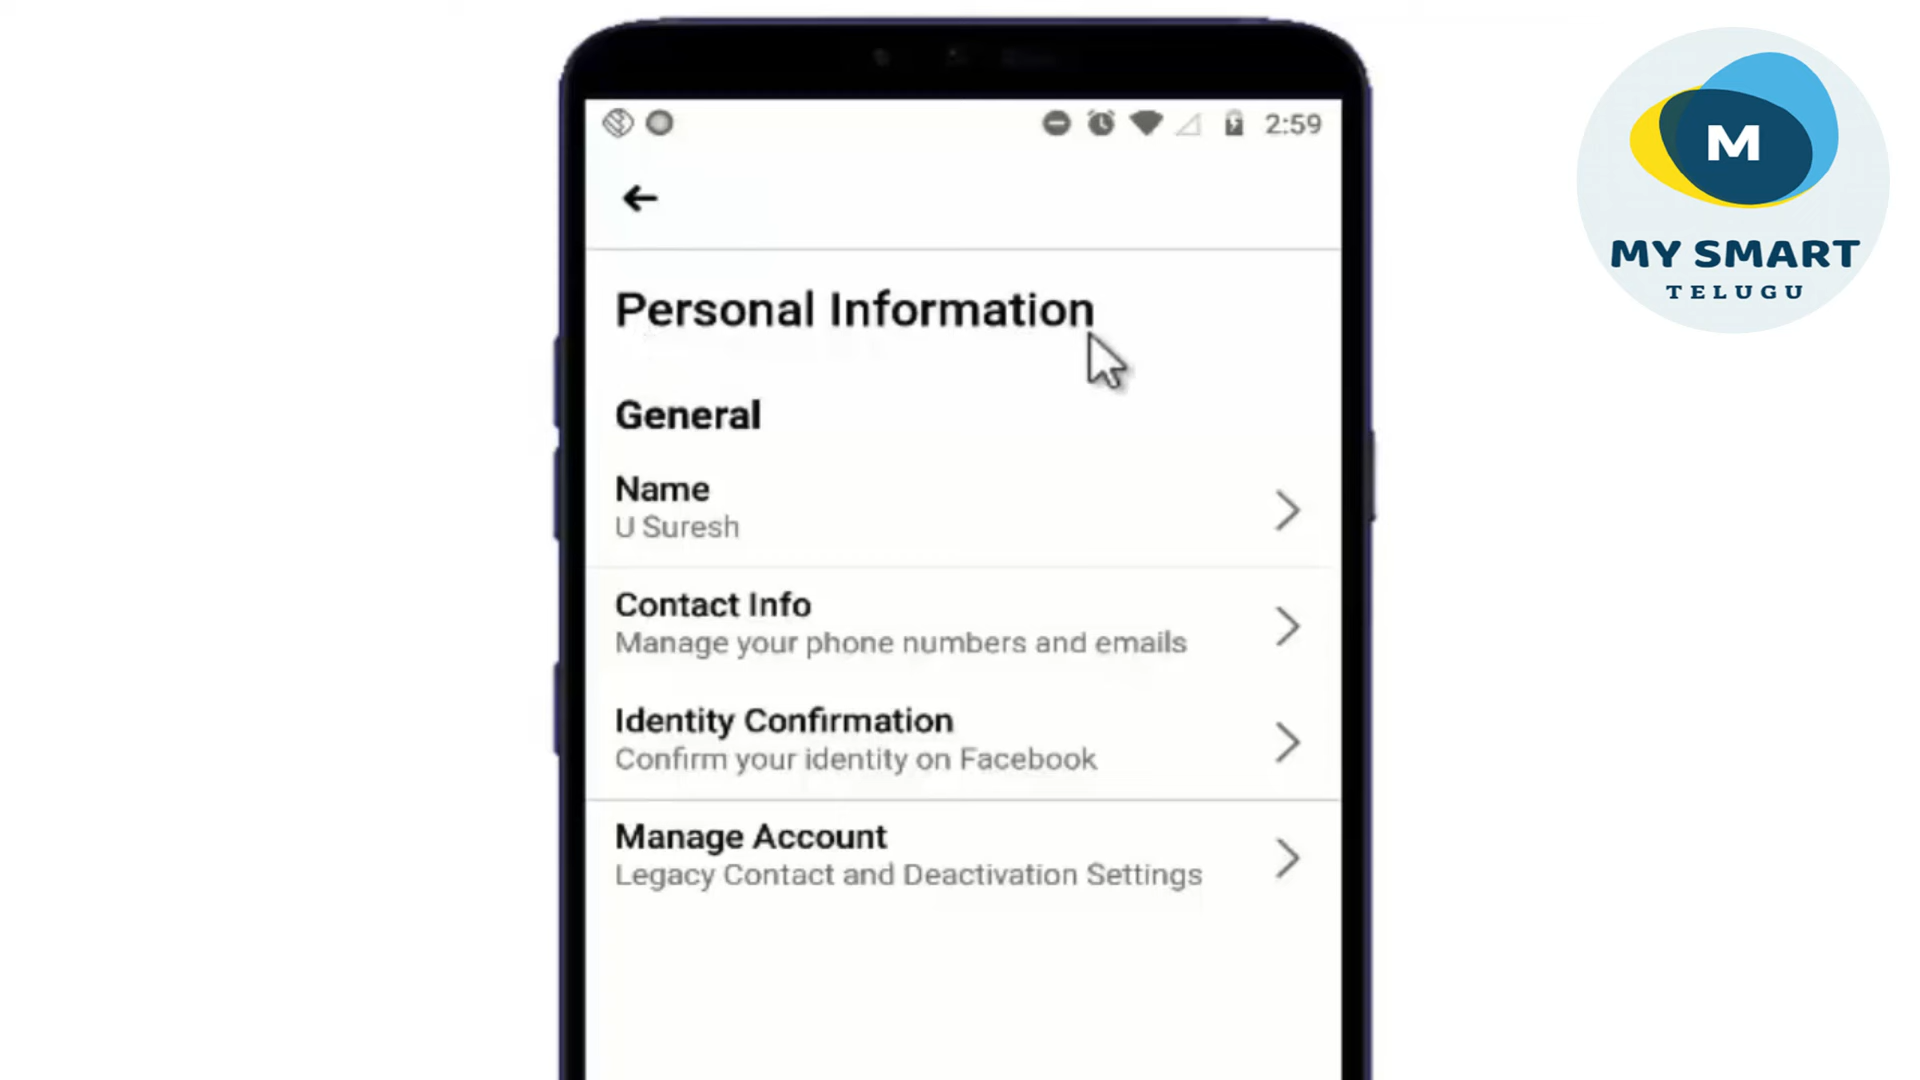 2:59
M
MY SMART
TELUGU
Personal Information
General
Name
U Suresh
Contact Info
Manage your phone numbers and emails
Identity Confirmation
Confirm your identity on Facebook
Manage Account
Legacy Contact and Deactivation Settings